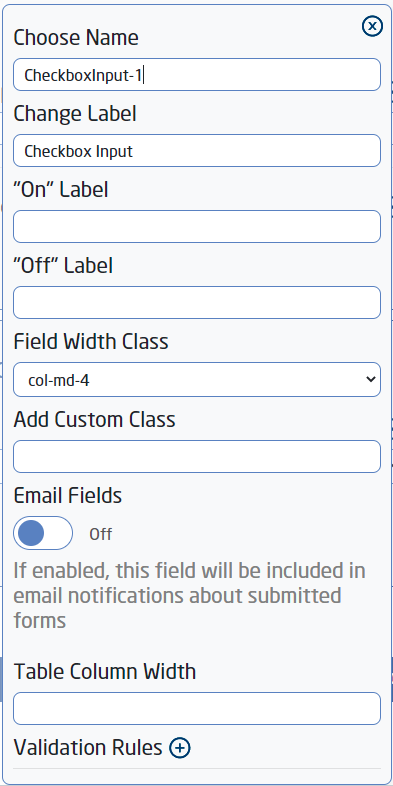 Choose Name
CheckboxInput-1
Change Label
Checkbox Input
"On" Label
"Off" Label
Field Width Class
col-md-4
Add Custom Class
Email Fields
Off
If enabled, this field will be included in
email notifications about submitted
forms
Table Column Width
Validation Rules